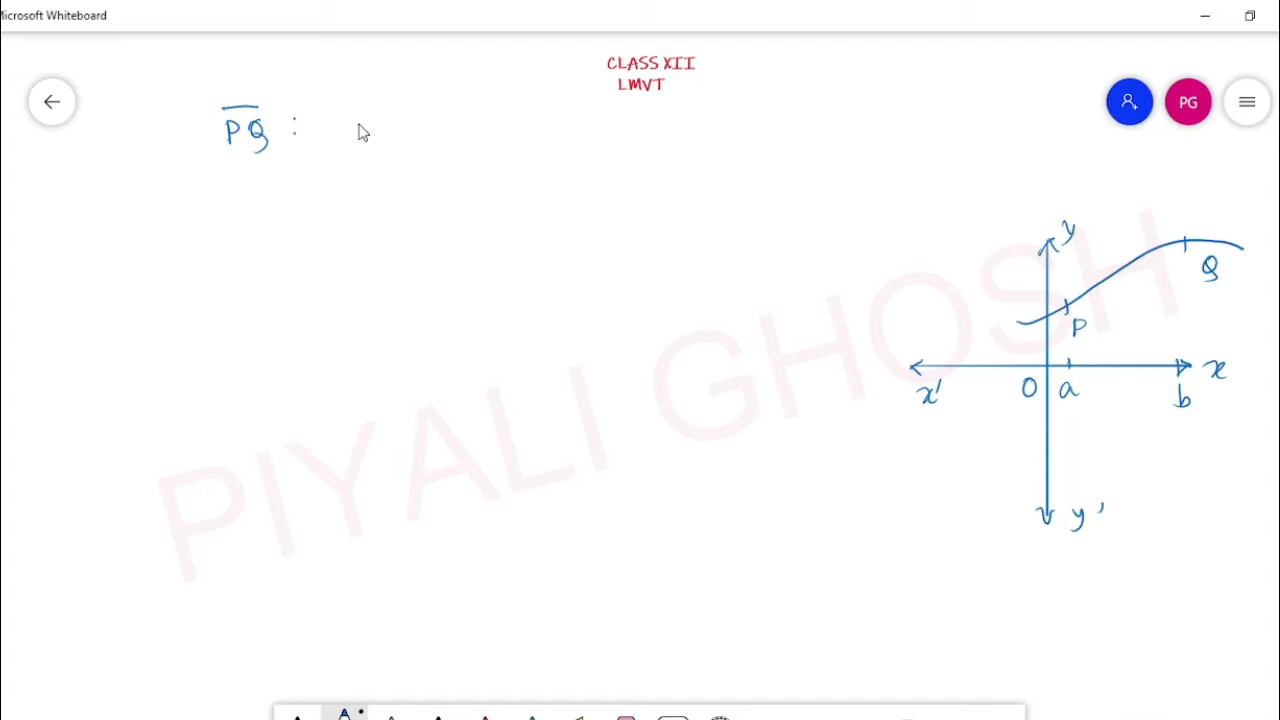 Microsoft Whiteboard
CLASS XII
LMVT
PG
PQ :
y
Q
P
x
x'
O
a
b
y'
PIYALI GHOSH